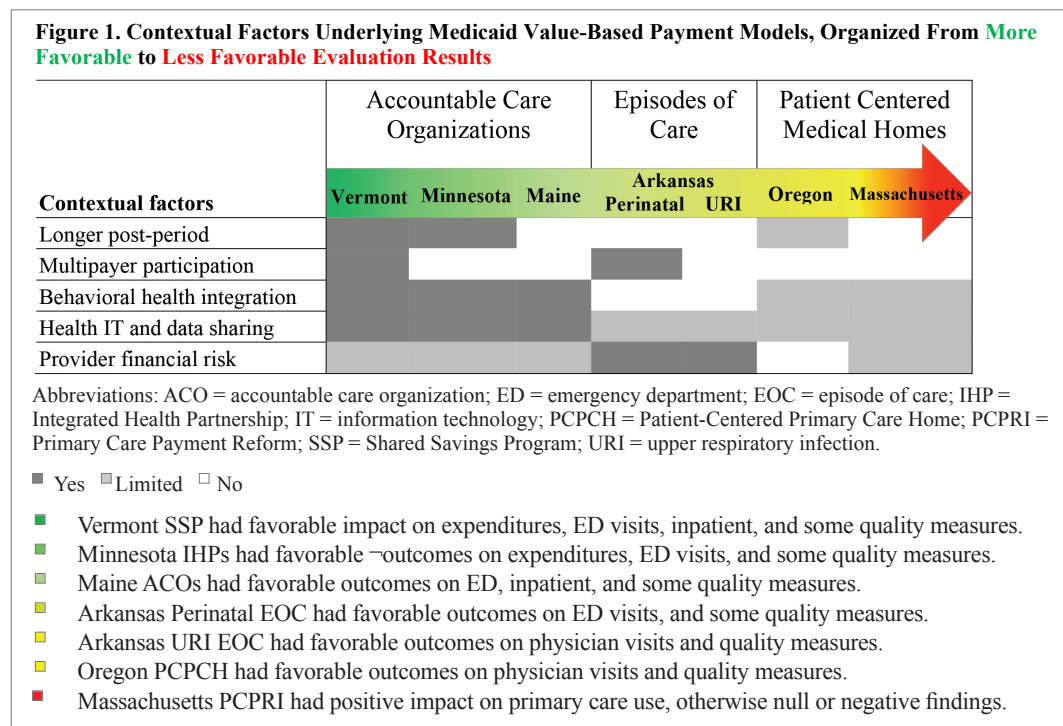 Figure 1. Contextual Factors Underlying Medicaid Value-Based Payment Models, Organized From More
Favorable to Less Favorable Evaluation Results
Accountable Care
Organizations
Episodes of
Care
Patient Centered
Medical Homes
Contextual factors
Vermont
Minnesota
Maine
Arkansas
Perinatal URI
Oregon
Massachusetts
Longer post-period
Multipayer participation
Behavioral health integration
Health IT and data sharing
Provider financial risk
Abbreviations: ACO = accountable care organization; ED = emergency department; EOC = episode of care; IHP =
Integrated Health Partnership; IT = information technology; PCPCH = Patient-Centered Primary Care Home; PCPRI =
Primary Care Payment Reform; SSP = Shared Savings Program; URI = upper respiratory infection.
Yes Limited No
Vermont SSP had favorable impact on expenditures, ED visits, inpatient, and some quality measures.
Minnesota IHPs had favorable ¬outcomes on expenditures, ED visits, and some quality measures.
Maine ACOs had favorable outcomes on ED, inpatient, and some quality measures.
Arkansas Perinatal EOC had favorable outcomes on ED visits, and some quality measures.
Arkansas URI EOC had favorable outcomes on physician visits and quality measures.
Oregon PCPCH had favorable outcomes on physician visits and quality measures.
Massachusetts PCPRI had positive impact on primary care use, otherwise null or negative findings.